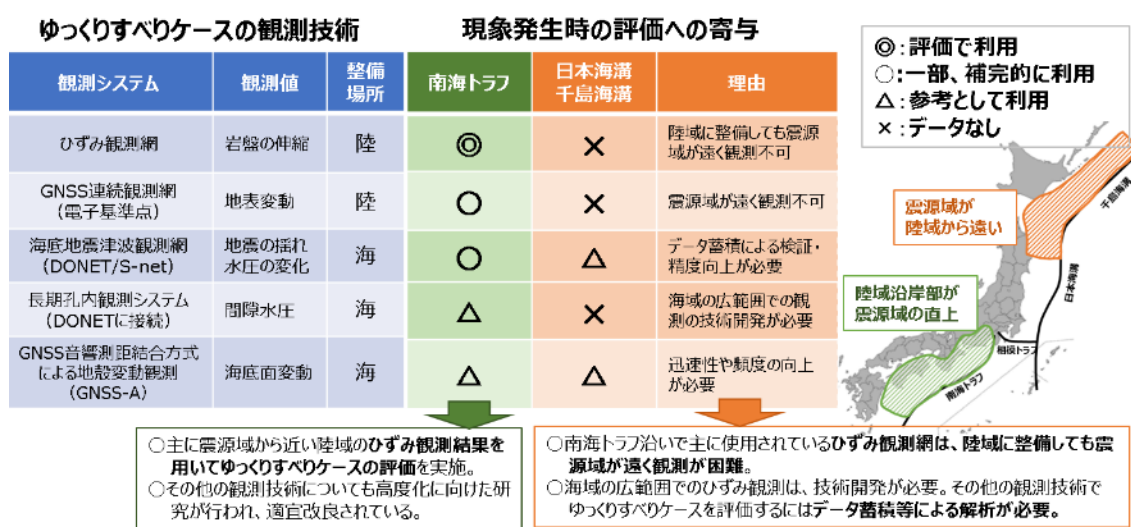 ゆっくりすべりケースの観測技術
現象発生時の評価への寄与
◎：評価で利用
○：一部、補完的に利用
△：参考として利用
×：データなし
観測システム
観測値
整備
場所
南海トラフ
日本海溝
千島海溝
理由
ひずみ観測網
岩盤の伸縮
陸
◎
×
陸域に整備しても震源
域が遠く観測不可
GNSS連続観測網
（電子基準点）
地表変動
陸
○
×
震源域が遠く観測不可
海底地震津波観測網
（DONET/S-net）
地震の揺れ
水圧の変化
海
○
△
データ蓄積による検証・
精度向上が必要
長期孔内観測システム
（DONETに接続）
間隙水圧
海
△
×
海域の広範囲での観
測の技術開発が必要
GNSS音響測距結合方式
による地殻変動観測
（GNSS-A）
海底面変動
海
△
△
迅速性や頻度の向上
が必要
震源域が
陸域から遠い
千島海溝
日本海溝
陸域沿岸部が
震源域の直上
相模トラフ
南海トラフ
○主に震源域から近い陸域のひずみ観測結果を
用いてゆっくりすべりケースの評価を実施。
○その他の観測技術についても高度化に向けた研
究が行われ、適宜改良されている。
○南海トラフ沿いで主に使用されているひずみ観測網は、陸域に整備しても震
源域が遠く観測が困難。
○海域の広範囲でのひずみ観測は、技術開発が必要。その他の観測技術で
ゆっくりすべりケースを評価するにはデータ蓄積等による解析が必要。